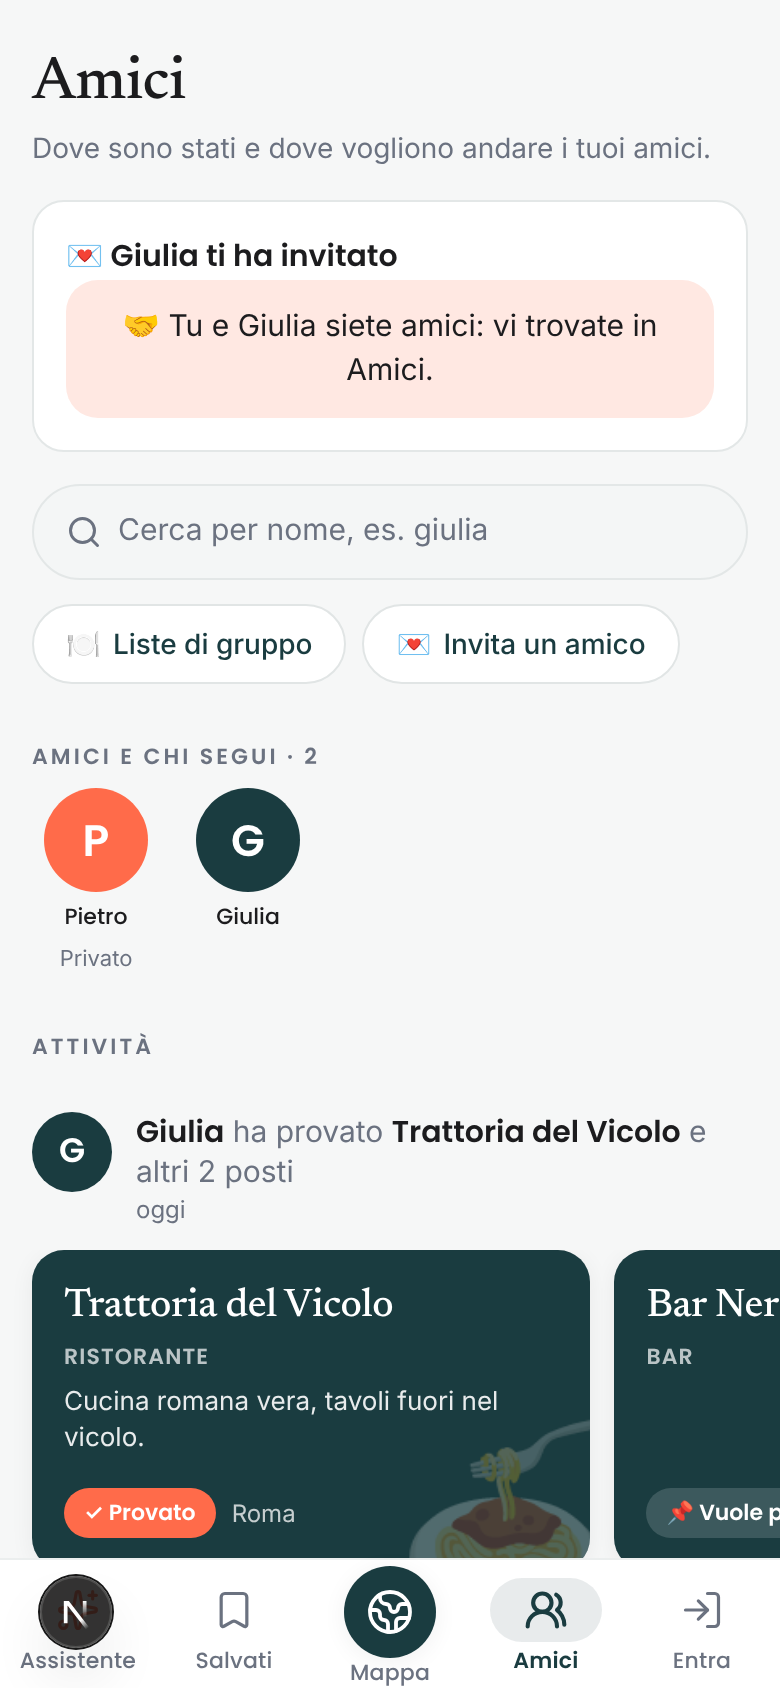 Amici
Dove sono stati e dove vogliono andare i tuoi amici.
💌 Giulia ti ha invitato
🤝 Tu e Giulia siete amici: vi trovate in
Amici.
Cerca per nome, es. giulia
🍽️ Liste di gruppo
💌 Invita un amico
AMICI E CHI SEGUI · 2
P
G
Pietro
Giulia
Privato
ATTIVITÀ
G
Giulia ha provato Trattoria del Vicolo e
altri 2 posti
oggi
Trattoria del Vicolo
RISTORANTE
Cucina romana vera, tavoli fuori nel
vicolo.
✓ Provato
Roma
Bar Ner
BAR
📌 Vuole p
N
Assistente
Salvati
Mappa
Amici
Entra